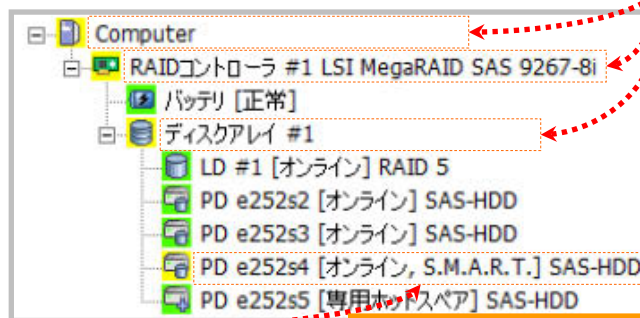 Computer
RAIDコントローラ #1 LSI MegaRAID SAS 9267-8i
バッテリ [正常]
ディスクアレイ #1
LD #1 [オンライン] RAID 5
PD e252s2 [オンライン] SAS-HDD
PD e252s3 [オンライン] SAS-HDD
PD e252s4 [オンライン, S.M.A.R.T.] SAS-HDD
PD e252s5 [専用ホットスペア] SAS-HDD